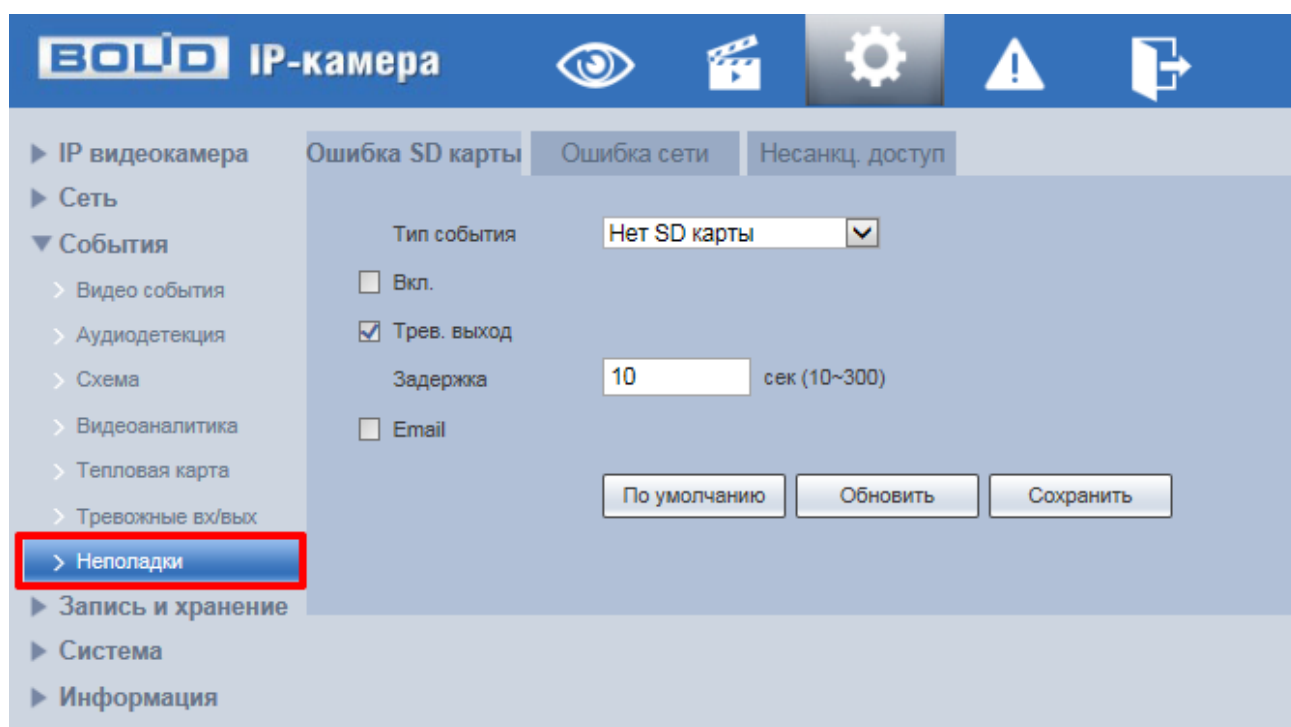 BOLID IP-камера
IP видеокамера
Сеть
События
Видео события
Аудиодетекция
Схема
Видеоаналитика
Тепловая карта
Тревожные вх/вых
Неполадки
Запись и хранение
Система
Информация
Ошибка SD карты Ошибка сети Несанкц. доступ
Тип события Нет SD карты
Вкл.
Трев. выход
Задержка 10 сек (10~300)
Email
По умолчанию Обновить Сохранить